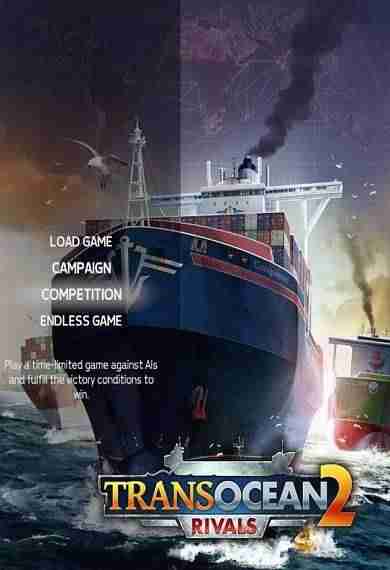 LOAD GAME
CAMPAIGN
COMPETITION
ENDLESS GAME
Play a time-limited game against AIs
and fulfill the victory conditions to
win.
TRANSOCEAN 2
RIVALS